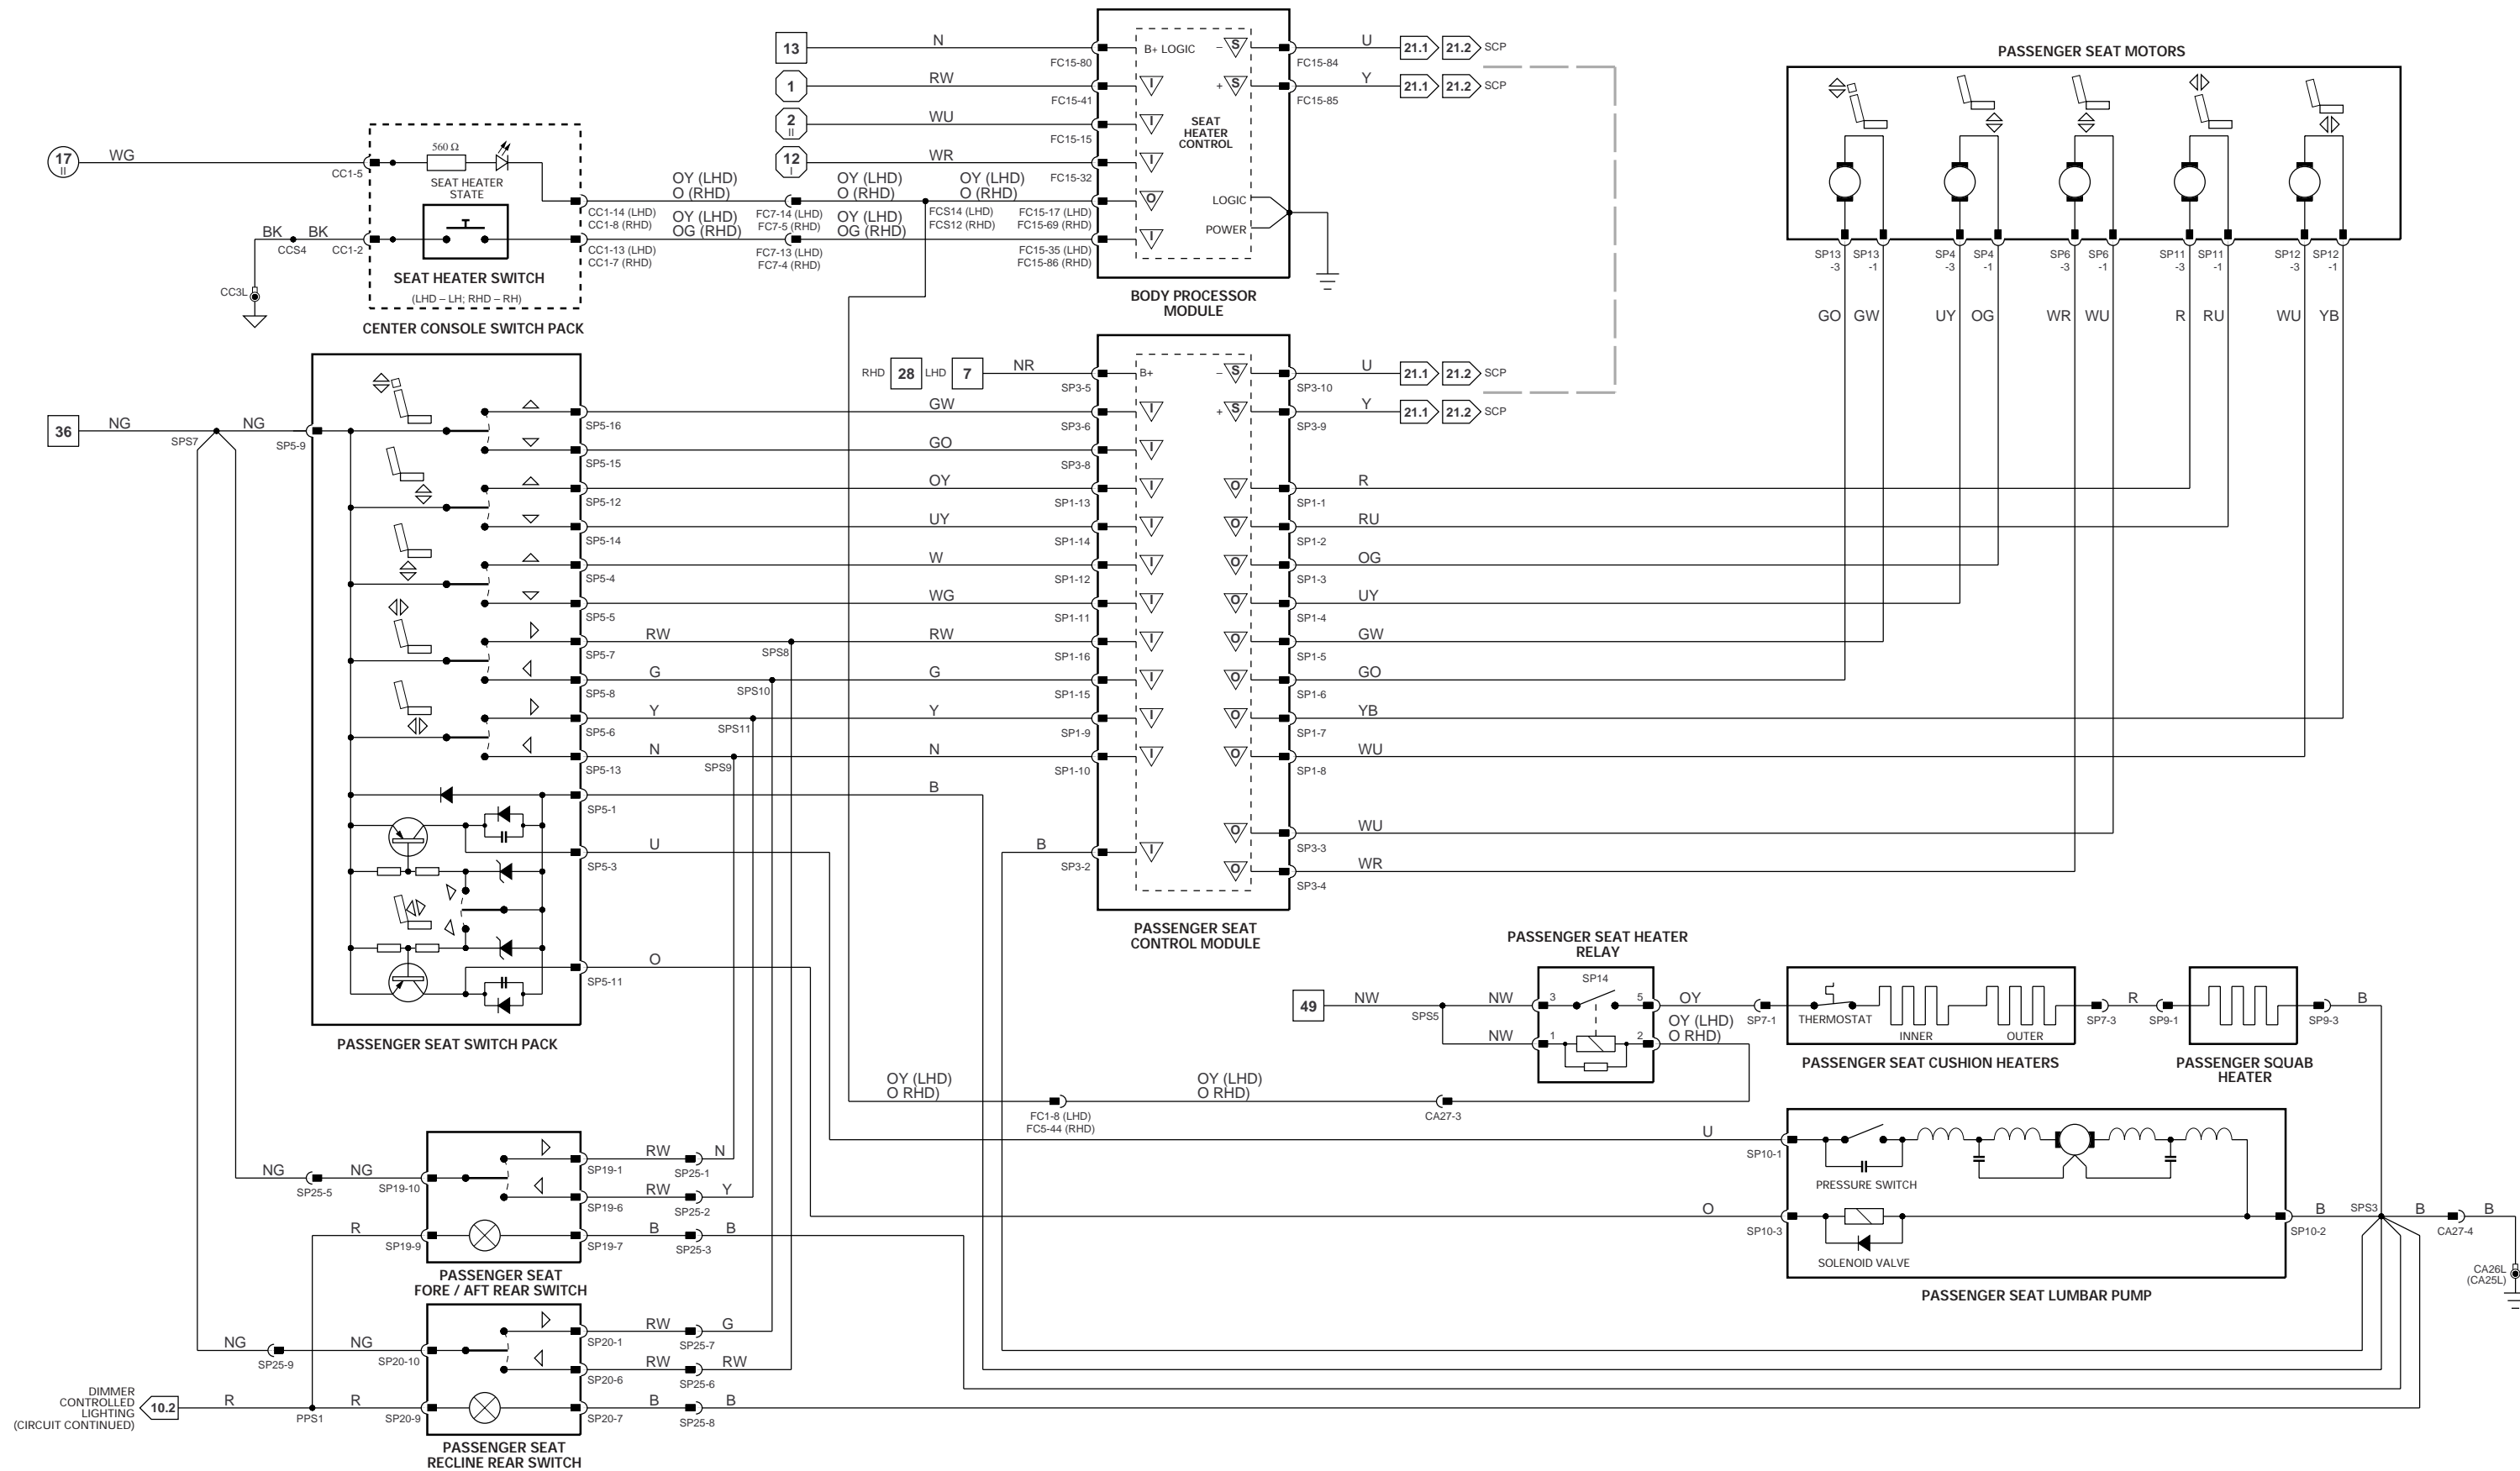 13
N
FC15-80
B+ LOGIC
– S
U
FC15-84
21.1
21.2
SCP
1
RW
FC15-41
I
+ S
Y
FC15-85
21.1
21.2
SCP
2
II
WU
FC15-15
I
SEAT
HEATER
CONTROL
12
I
WR
FC15-32
I
17
II
WG
CC1-5
560 Ω
SEAT HEATER
STATE
OY (LHD)
O (RHD)
OY (LHD)
O (RHD)
OY (LHD)
O (RHD)
CC1-14 (LHD)
CC1-8 (RHD)
FC7-14 (LHD)
FC7-5 (RHD)
FCS14 (LHD)
FCS12 (RHD)
FC15-17 (LHD)
FC15-69 (RHD)
O
LOGIC
POWER
BK
CCS4
BK
CC1-2
OY (LHD)
OG (RHD)
OY (LHD)
OG (RHD)
CC1-13 (LHD)
CC1-7 (RHD)
FC7-13 (LHD)
FC7-4 (RHD)
FC15-35 (LHD)
FC15-86 (RHD)
I
CC3L
SEAT HEATER SWITCH
(LHD – LH; RHD – RH)
CENTER CONSOLE SWITCH PACK
BODY PROCESSOR
MODULE
PASSENGER SEAT MOTORS
SP13
-3
SP13
-1
SP4
-3
SP4
-1
SP6
-3
SP6
-1
SP11
-3
SP11
-1
SP12
-3
SP12
-1
GO
GW
UY
OG
WR
WU
R
RU
WU
YB
RHD
28
LHD
7
NR
SP3-5
B+
– S
U
SP3-10
21.1
21.2
SCP
36
NG
SPS7
NG
SP5-9
SP5-16
GW
SP3-6
I
+ S
Y
SP3-9
21.1
21.2
SCP
SP5-15
GO
SP3-8
I
SP5-12
OY
SP1-13
I
O
R
SP1-1
SP5-14
UY
SP1-14
I
O
RU
SP1-2
SP5-4
W
SP1-12
I
O
OG
SP1-3
SP5-5
WG
SP1-11
I
O
UY
SP1-4
SP5-7
RW
SPS8
RW
SP1-16
I
O
GW
SP1-5
SP5-8
G
SPS10
G
SP1-15
I
O
GO
SP1-6
SP5-6
Y
SPS11
Y
SP1-9
I
O
YB
SP1-7
SP5-13
N
SPS9
N
SP1-10
I
O
WU
SP1-8
SP5-1
B
O
WU
SP3-3
SP5-3
U
B
SP3-2
I
O
WR
SP3-4
SP5-11
O
PASSENGER SEAT SWITCH PACK
PASSENGER SEAT
CONTROL MODULE
PASSENGER SEAT HEATER
RELAY
SP14
49
NW
SPS5
NW
3
5
OY
NW
1
2
OY (LHD)
O RHD)
SP7-1
THERMOSTAT
INNER
OUTER
SP7-3
R
SP9-1
SP9-3
B
PASSENGER SEAT CUSHION HEATERS
PASSENGER SQUAB
HEATER
OY (LHD)
O RHD)
FC1-8 (LHD)
FC5-44 (RHD)
OY (LHD)
O RHD)
CA27-3
U
SP10-1
PRESSURE SWITCH
O
SP10-3
SOLENOID VALVE
SP10-2
B
SPS3
B
CA27-4
B
CA26L
(CA25L)
PASSENGER SEAT LUMBAR PUMP
NG
SP25-5
NG
SP19-10
SP19-1
RW
SP25-1
N
SP19-6
RW
SP25-2
Y
R
SP19-9
SP19-7
B
SP25-3
B
PASSENGER SEAT
FORE / AFT REAR SWITCH
NG
SP25-9
NG
SP20-10
SP20-1
RW
SP25-7
G
SP20-6
RW
SP25-6
RW
DIMMER
CONTROLLED
LIGHTING
(CIRCUIT CONTINUED)
10.2
R
PPS1
R
SP20-9
SP20-7
B
SP25-8
B
PASSENGER SEAT
RECLINE REAR SWITCH